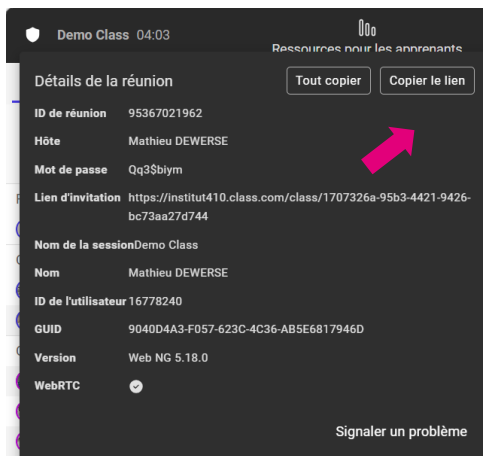 Demo Class 04:03
Ressources pour les apprenants
Détails de la réunion
Tout copier
Copier le lien
ID de réunion 95367021962
Hôte Mathieu DEWERSE
Mot de passe Qq3$biym
Lien d'invitation https://institut410.class.com/class/1707326a-95b3-4421-9426-
bc73aa27d744
Nom de la session Demo Class
Nom Mathieu DEWERSE
ID de l'utilisateur 16778240
GUID 9040D4A3-F057-623C-4C36-AB5E6817946D
Version Web NG 5.18.0
WebRTC
Signaler un problème